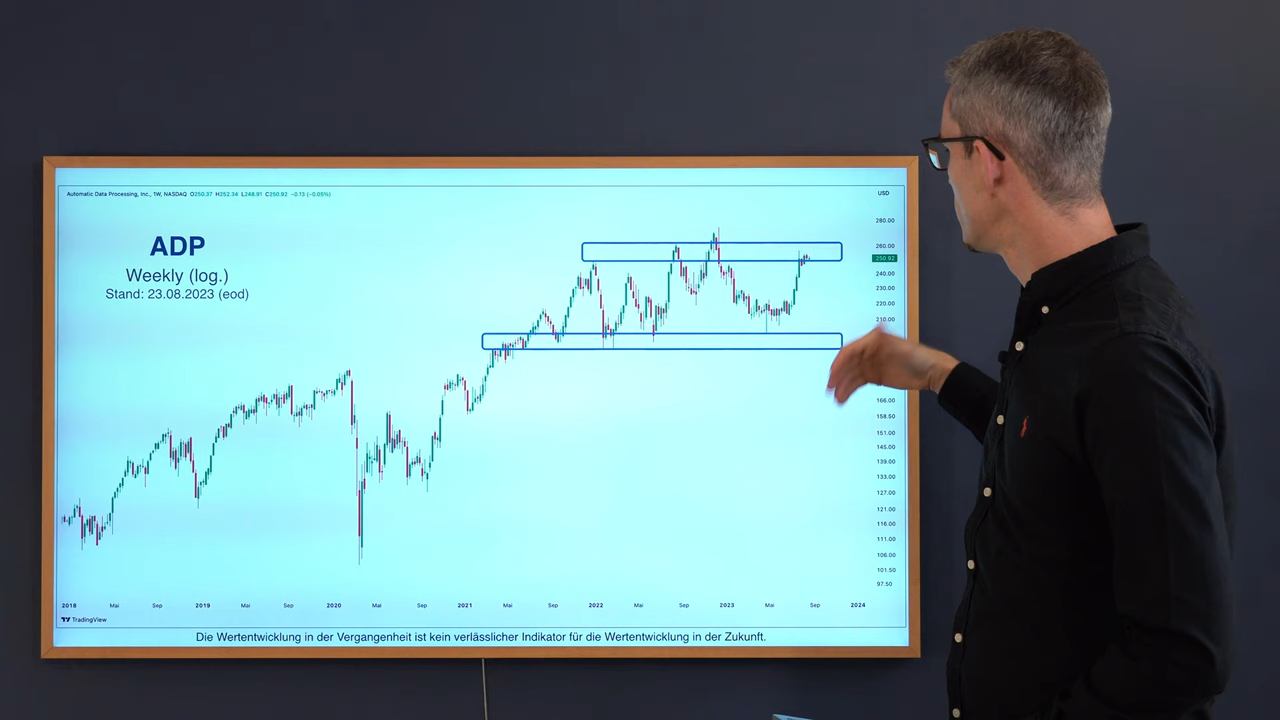 Automatic Data Processing, Inc., 1W, NASDAQ O250.37 H252.34 L248.91 C250.92 −0.13 (−0.05%)
USD
ADP
Weekly (log.)
Stand: 23.08.2023 (eod)
280.00
260.00
250.92
240.00
230.00
220.00
210.00
166.00
158.50
151.00
145.00
139.00
133.00
127.00
121.00
116.00
111.00
106.00
101.50
97.50
2018 Mai Sep 2019 Mai Sep 2020 Mai Sep 2021 Mai Sep 2022 Mai Sep 2023 Mai Sep 2024
TradingView
Die Wertentwicklung in der Vergangenheit ist kein verlässlicher Indikator für die Wertentwicklung in der Zukunft.